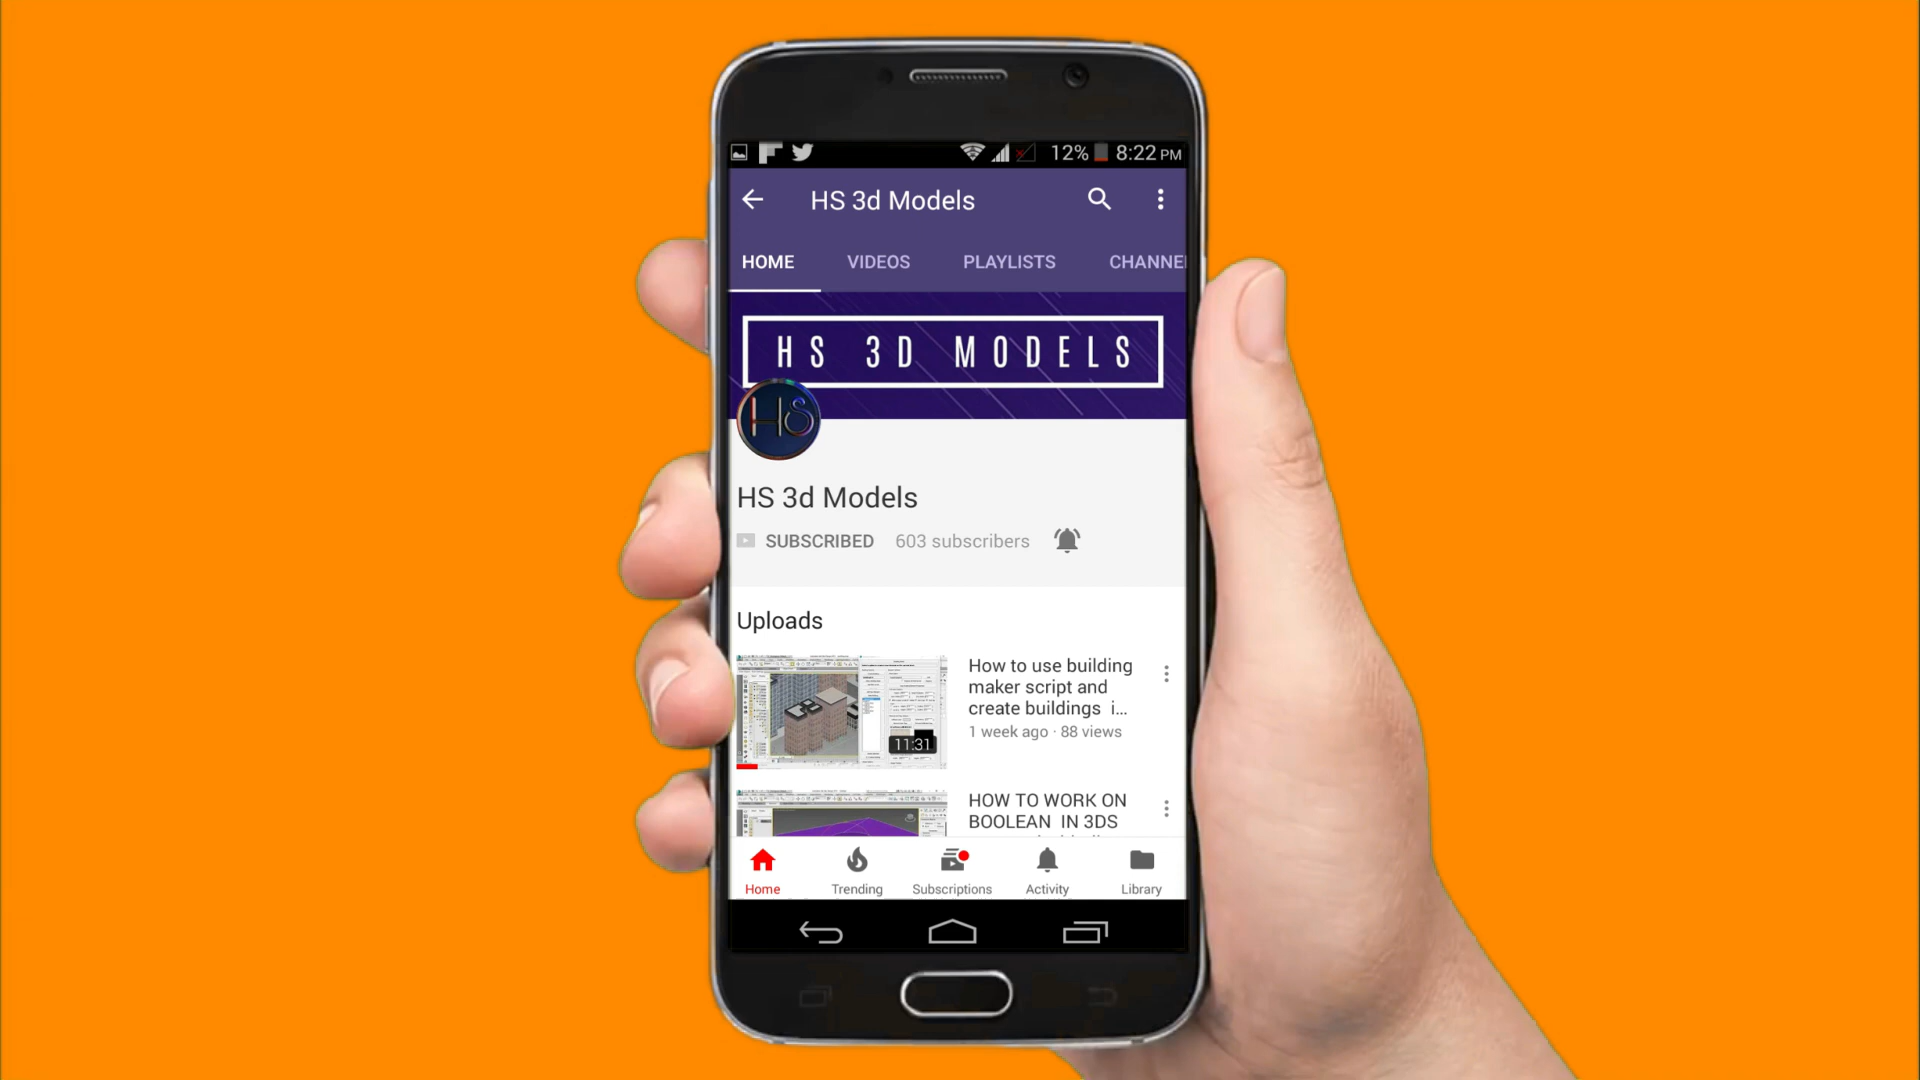 12% 8:22 PM
HS 3d Models
HOME VIDEOS PLAYLISTS CHANNE
HS 3D MODELS
HS
HS 3d Models
SUBSCRIBED 603 subscribers
Uploads
How to use building
maker script and
create buildings i...
1 week ago · 88 views
11:31
HOW TO WORK ON
BOOLEAN IN 3DS
Home Trending Subscriptions Activity Library